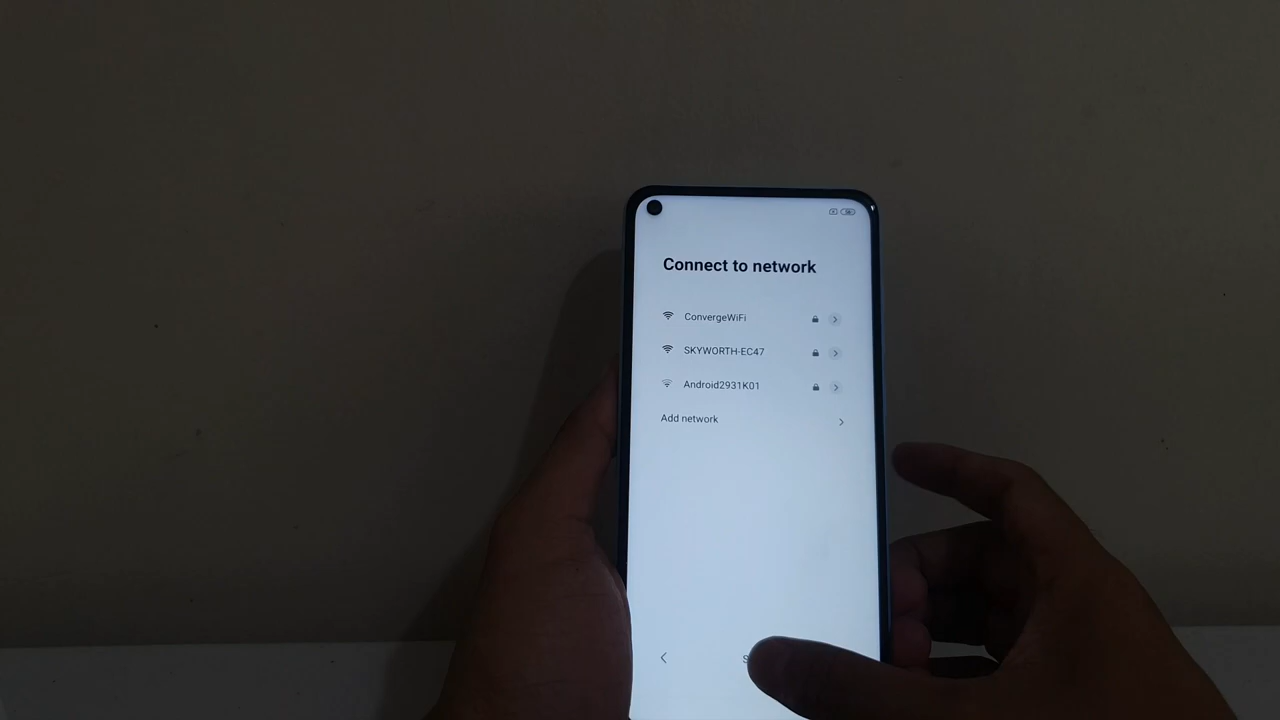 Connect to network
ConvergeWiFi
SKYWORTH-EC47
Android2931K01
Add network